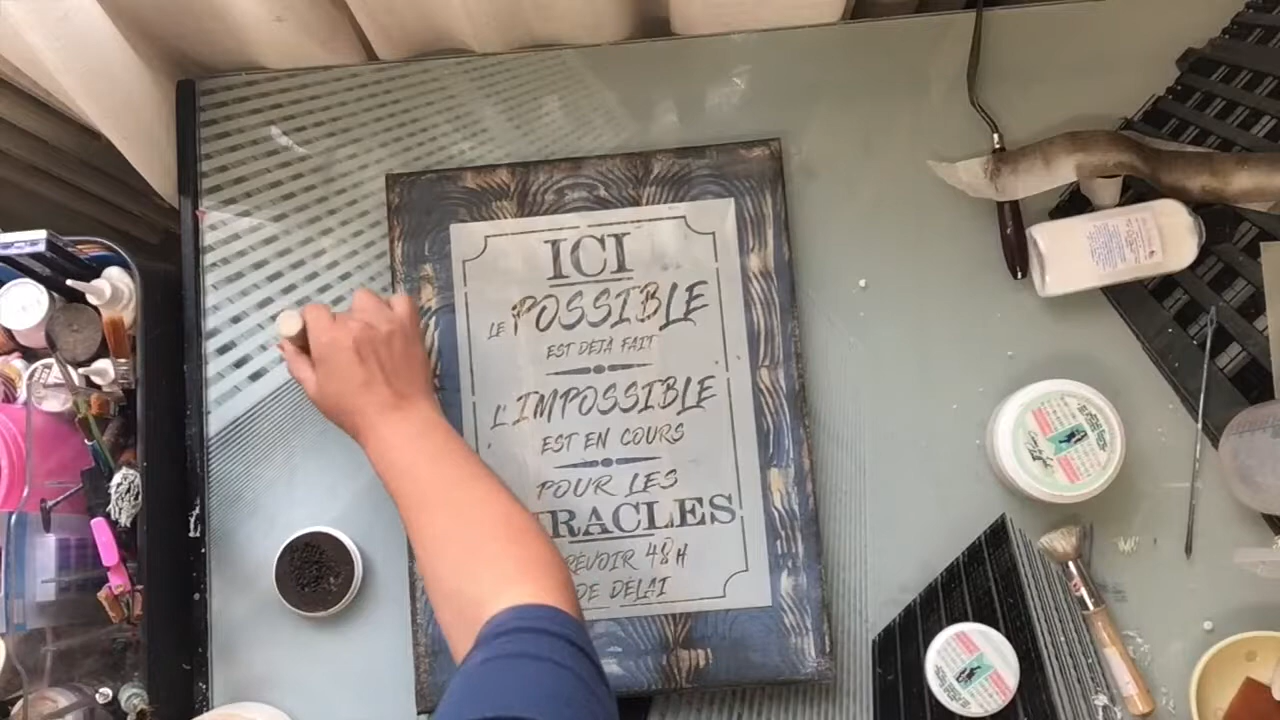 ICI
LE POSSIBLE
EST DÉJÀ FAIT
L'IMPOSSIBLE
EST EN COURS
POUR LES
RACLES
RÉVOIR 48H
DE DÉLAI